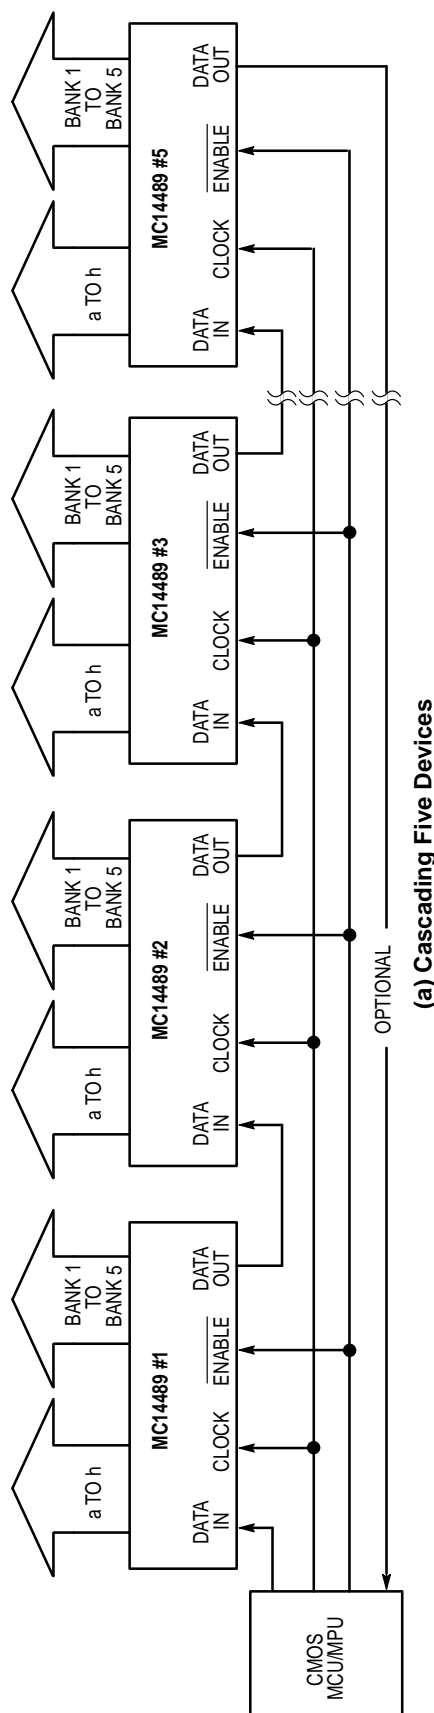 a TO h
BANK 1
TO
BANK 5
MC14489 #1
DATA
IN
CLOCK
ENABLE
DATA
OUT
a TO h
BANK 1
TO
BANK 5
MC14489 #2
DATA
IN
CLOCK
ENABLE
DATA
OUT
a TO h
BANK 1
TO
BANK 5
MC14489 #3
DATA
IN
CLOCK
ENABLE
DATA
OUT
a TO h
BANK 1
TO
BANK 5
MC14489 #5
DATA
IN
CLOCK
ENABLE
DATA
OUT
CMOS
MCU/MPU
OPTIONAL
(a) Cascading Five Devices